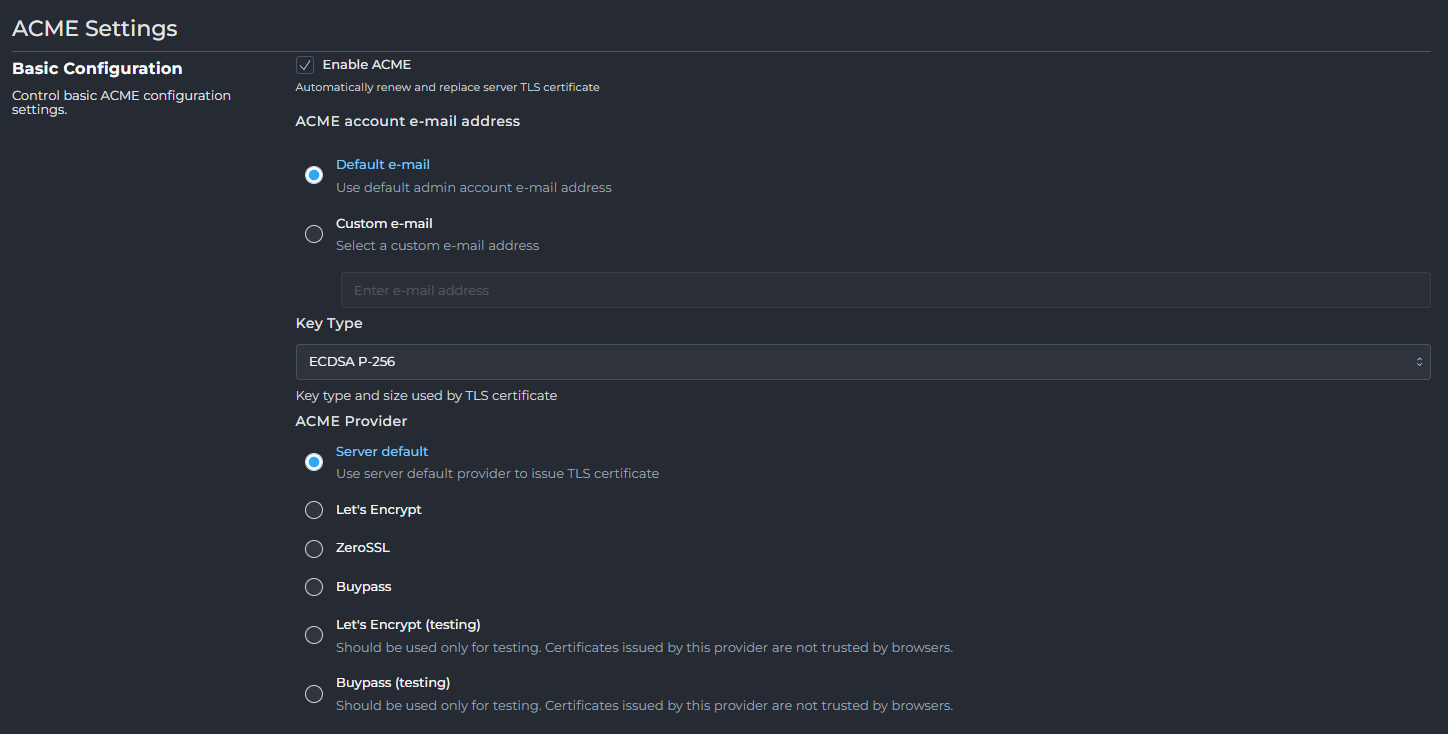 ACME Settings
Basic Configuration
Control basic ACME configuration
settings.
Enable ACME
Automatically renew and replace server TLS certificate
ACME account e-mail address
Default e-mail
Use default admin account e-mail address
Custom e-mail
Select a custom e-mail address
Enter e-mail address
Key Type
ECDSA P-256
Key type and size used by TLS certificate
ACME Provider
Server default
Use server default provider to issue TLS certificate
Let's Encrypt
ZeroSSL
Buypass
Let's Encrypt (testing)
Should be used only for testing. Certificates issued by this provider are not trusted by browsers.
Buypass (testing)
Should be used only for testing. Certificates issued by this provider are not trusted by browsers.